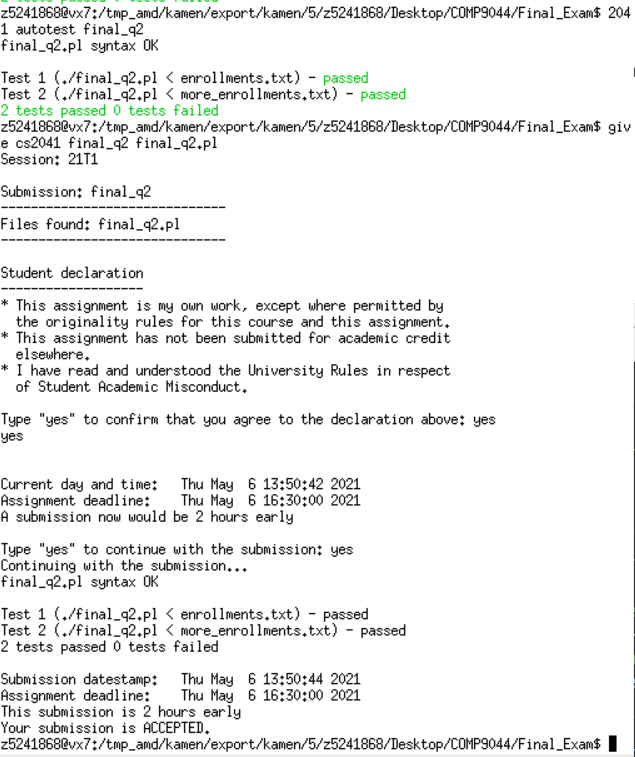 2 tests passed 0 tests failed
z5241868@vx7:/tmp_amd/kamen/export/kamen/5/z5241868/Desktop/COMP9044/Final_Exam$ 204
1 autotest final_q2
final_q2.pl syntax OK
Test 1 (./final_q2.pl < enrollments.txt) - passed
Test 2 (./final_q2.pl < more_enrollments.txt) - passed
2 tests passed 0 tests failed
z5241868@vx7:/tmp_amd/kamen/export/kamen/5/z5241868/Desktop/COMP9044/Final_Exam$ giv
e cs2041 final_q2 final_q2.pl
Session: 21T1
Submission: final_q2
------------------------------
Files found: final_q2.pl
------------------------------
Student declaration
-------------------
* This assignment is my own work, except where permitted by
the originality rules for this course and this assignment.
* This assignment has not been submitted for academic credit
elsewhere.
* I have read and understood the University Rules in respect
of Student Academic Misconduct.
Type "yes" to confirm that you agree to the declaration above: yes
yes
Current day and time: Thu May 6 13:50:42 2021
Assignment deadline: Thu May 6 16:30:00 2021
A submission now would be 2 hours early
Type "yes" to continue with the submission: yes
Continuing with the submission...
final_q2.pl syntax OK
Test 1 (./final_q2.pl < enrollments.txt) - passed
Test 2 (./final_q2.pl < more_enrollments.txt) - passed
2 tests passed 0 tests failed
Submission datestamp: Thu May 6 13:50:44 2021
Assignment deadline: Thu May 6 16:30:00 2021
This submission is 2 hours early
Your submission is ACCEPTED.
z5241868@vx7:/tmp_amd/kamen/export/kamen/5/z5241868/Desktop/COMP9044/Final_Exam$